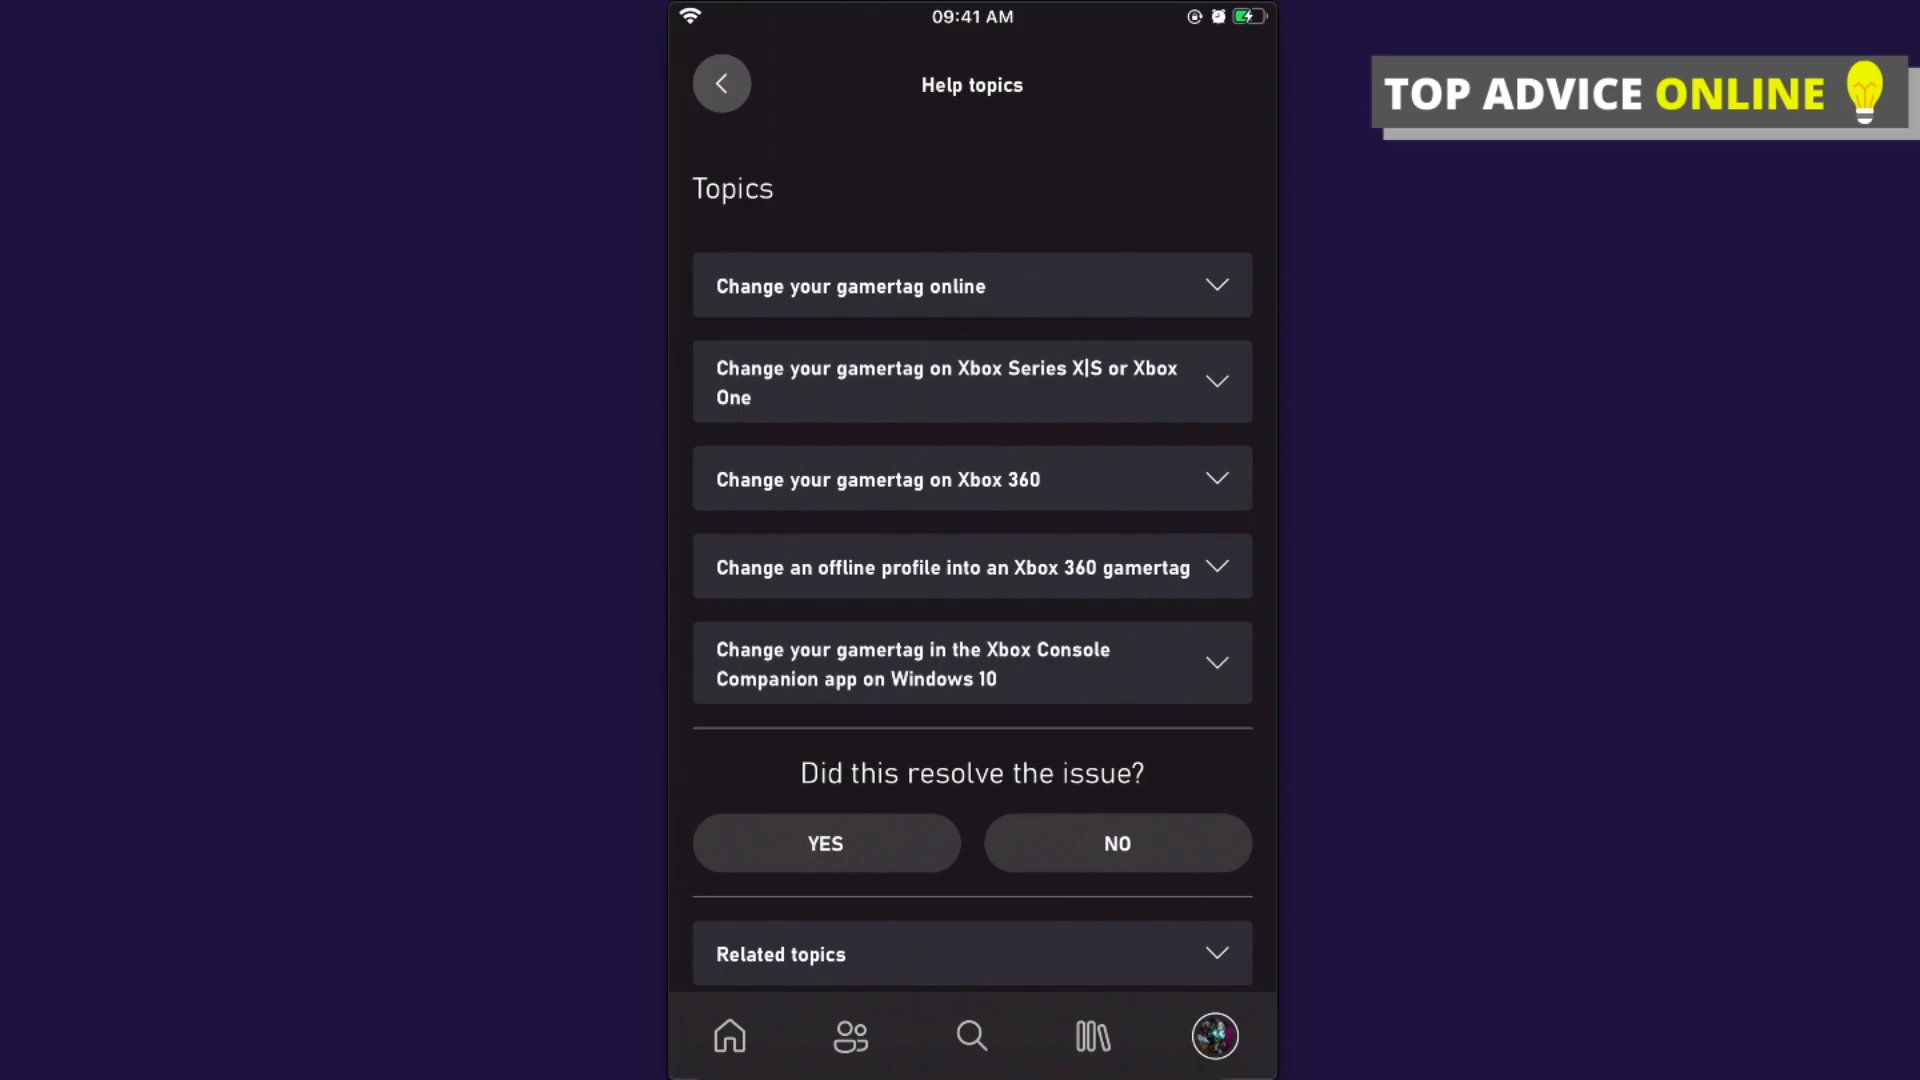 09:41 AM
Help topics
TOP ADVICE ONLINE
Topics
Change your gamertag online
Change your gamertag on Xbox Series X|S or Xbox
One
Change your gamertag on Xbox 360
Change an offline profile into an Xbox 360 gamertag
Change your gamertag in the Xbox Console
Companion app on Windows 10
Did this resolve the issue?
YES
NO
Related topics